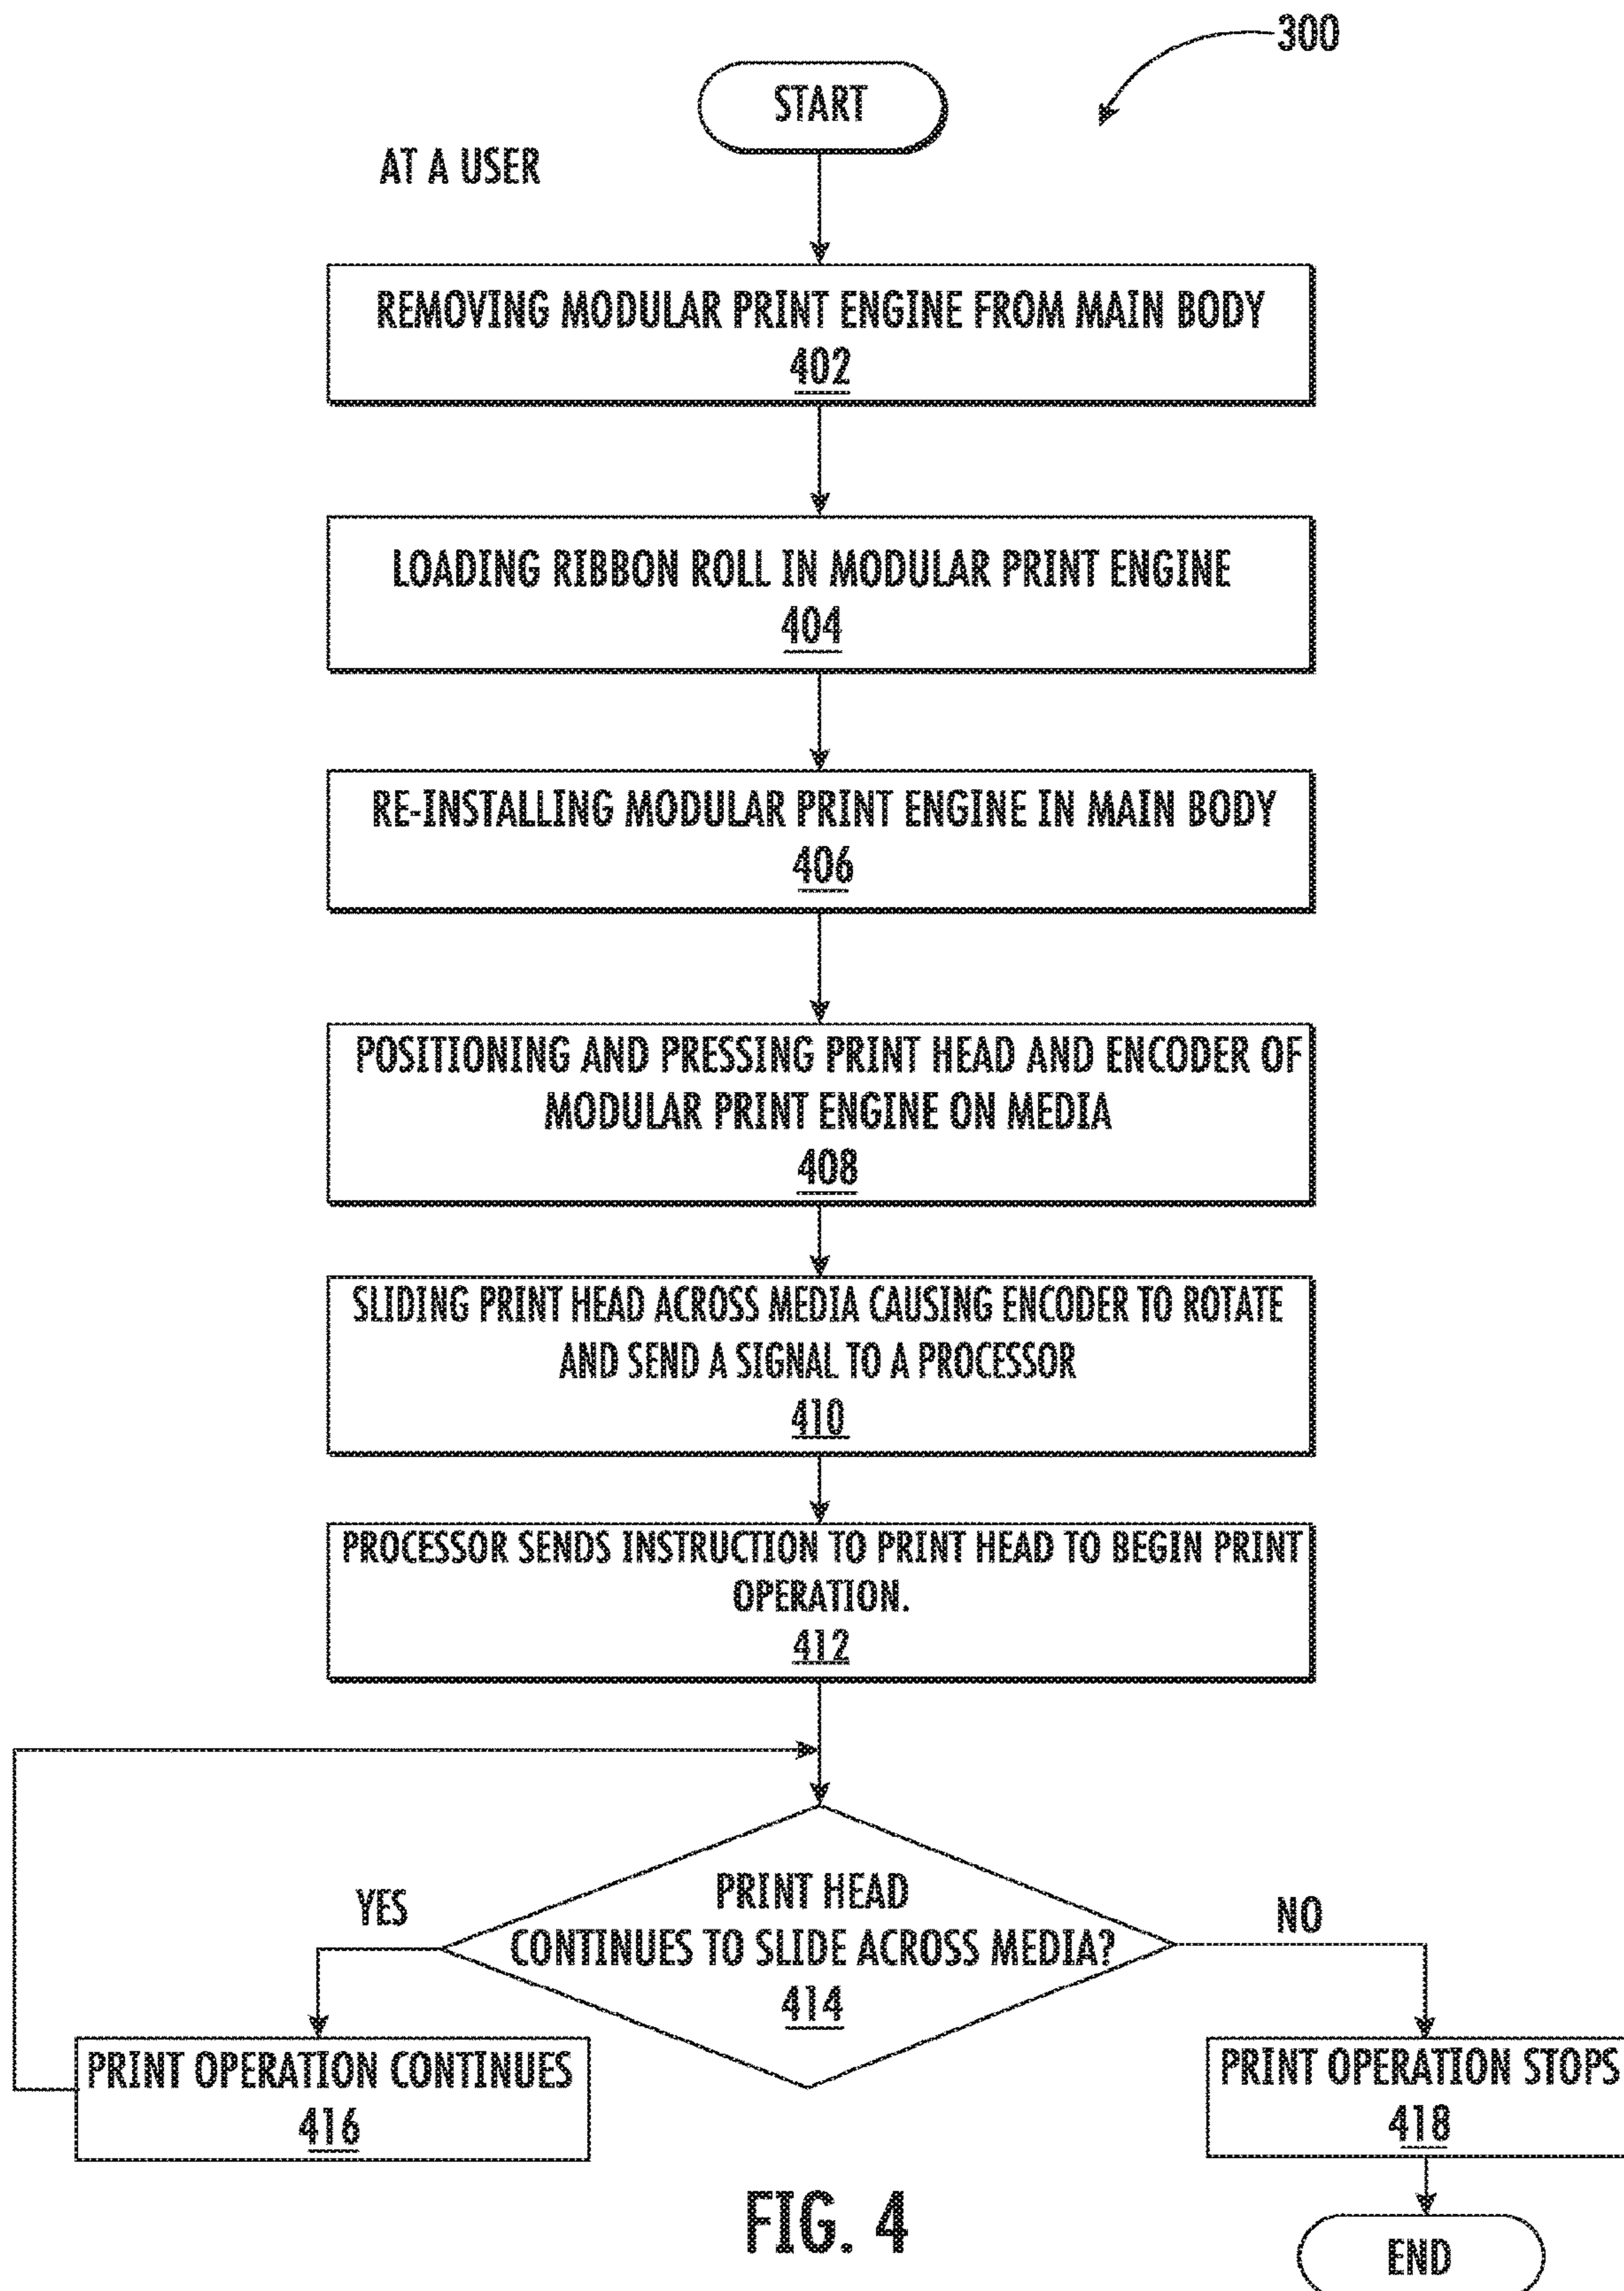 300
START
AT A USER
REMOVING MODULAR PRINT ENGINE FROM MAIN BODY
402
LOADING RIBBON ROLL IN MODULAR PRINT ENGINE
404
RE-INSTALLING MODULAR PRINT ENGINE IN MAIN BODY
406
POSITIONING AND PRESSING PRINT HEAD AND ENCODER OF
MODULAR PRINT ENGINE ON MEDIA
408
SLIDING PRINT HEAD ACROSS MEDIA CAUSING ENCODER TO ROTATE
AND SEND A SIGNAL TO A PROCESSOR
410
PROCESSOR SENDS INSTRUCTION TO PRINT HEAD TO BEGIN PRINT
OPERATION.
412
PRINT HEAD
CONTINUES TO SLIDE ACROSS MEDIA?
414
YES
NO
PRINT OPERATION CONTINUES
416
PRINT OPERATION STOPS
418
END
FIG. 4